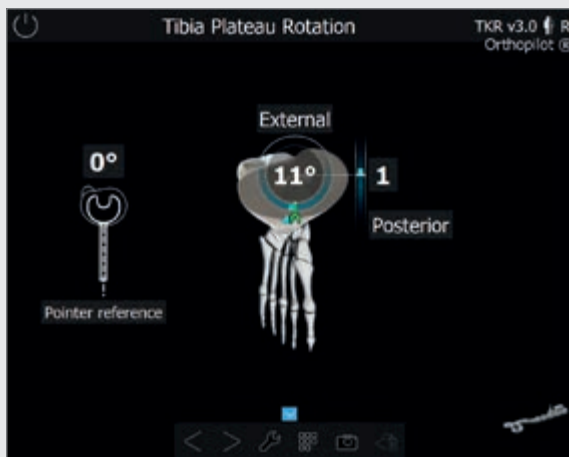 Tibia Plateau Rotation
TKR v3.0 R
Orthopilot ®
External
0°
11°
1
Posterior
Pointer reference